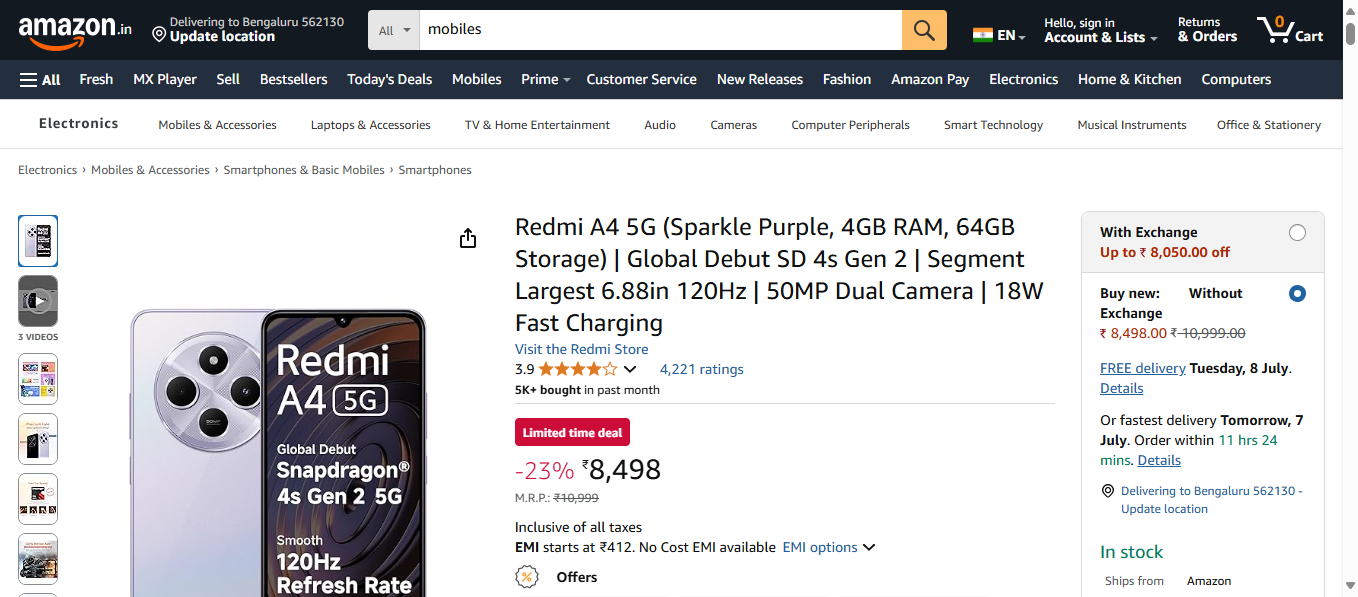 amazon.in
Delivering to Bengaluru 562130
Update location
All
mobiles
EN
Hello, sign in
Account & Lists
Returns
& Orders
0
Cart
All
Fresh
MX Player
Sell
Bestsellers
Today's Deals
Mobiles
Prime
Customer Service
New Releases
Fashion
Amazon Pay
Electronics
Home & Kitchen
Computers
Electronics
Mobiles & Accessories
Laptops & Accessories
TV & Home Entertainment
Audio
Cameras
Computer Peripherals
Smart Technology
Musical Instruments
Office & Stationery
Electronics › Mobiles & Accessories › Smartphones & Basic Mobiles › Smartphones
3 VIDEOS
Redmi
A4 5G
Global Debut
Snapdragon®
4s Gen 2 5G
Smooth
120Hz
Refresh Rate
50MP
Redmi A4 5G (Sparkle Purple, 4GB RAM, 64GB
Storage) | Global Debut SD 4s Gen 2 | Segment
Largest 6.88in 120Hz | 50MP Dual Camera | 18W
Fast Charging
Visit the Redmi Store
3.9
4,221 ratings
5K+ bought in past month
Limited time deal
-23% ₹8,498
M.R.P.: ₹10,999
Inclusive of all taxes
EMI starts at ₹412. No Cost EMI available EMI options
Offers
With Exchange
Up to ₹ 8,050.00 off
Buy new: Without
Exchange
₹ 8,498.00 ₹ 10,999.00
FREE delivery Tuesday, 8 July.
Details
Or fastest delivery Tomorrow, 7
July. Order within 11 hrs 24
mins. Details
Delivering to Bengaluru 562130 -
Update location
In stock
Ships from Amazon